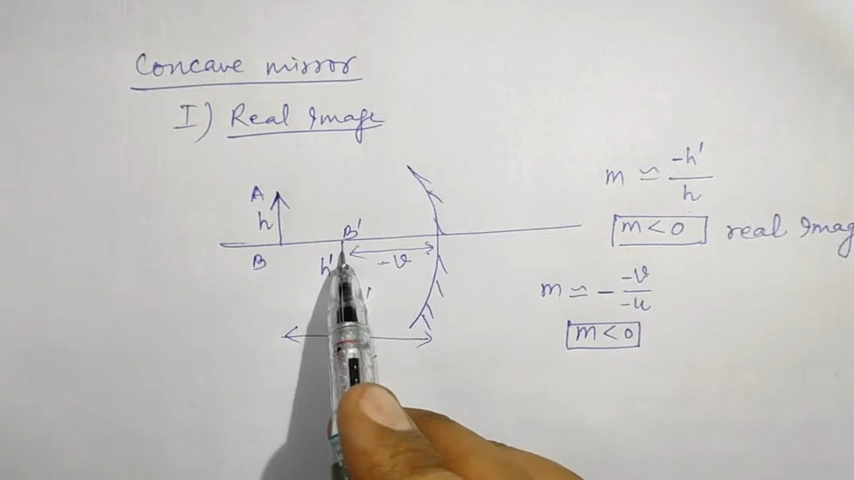 Concave mirror
I) Real Image
A
h
B
B'
h'
-v
m ≃ -h'/h
m<0 real Imag
m ≃ - -v/-u
m<0